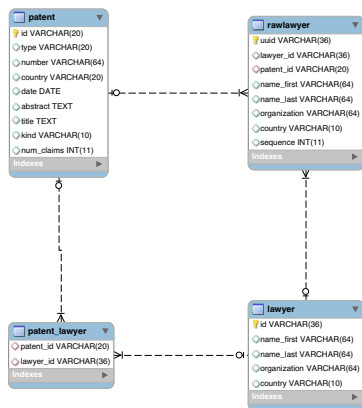 patent
id VARCHAR(20)
type VARCHAR(20)
number VARCHAR(64)
country VARCHAR(20)
date DATE
abstract TEXT
title TEXT
kind VARCHAR(10)
num_claims INT(11)
Indexes
rawlawyer
uuid VARCHAR(36)
lawyer_id VARCHAR(36)
patent_id VARCHAR(20)
name_first VARCHAR(64)
name_last VARCHAR(64)
organization VARCHAR(64)
country VARCHAR(10)
sequence INT(11)
Indexes
patent_lawyer
patent_id VARCHAR(20)
lawyer_id VARCHAR(36)
Indexes
lawyer
id VARCHAR(36)
name_first VARCHAR(64)
name_last VARCHAR(64)
organization VARCHAR(64)
country VARCHAR(10)
Indexes